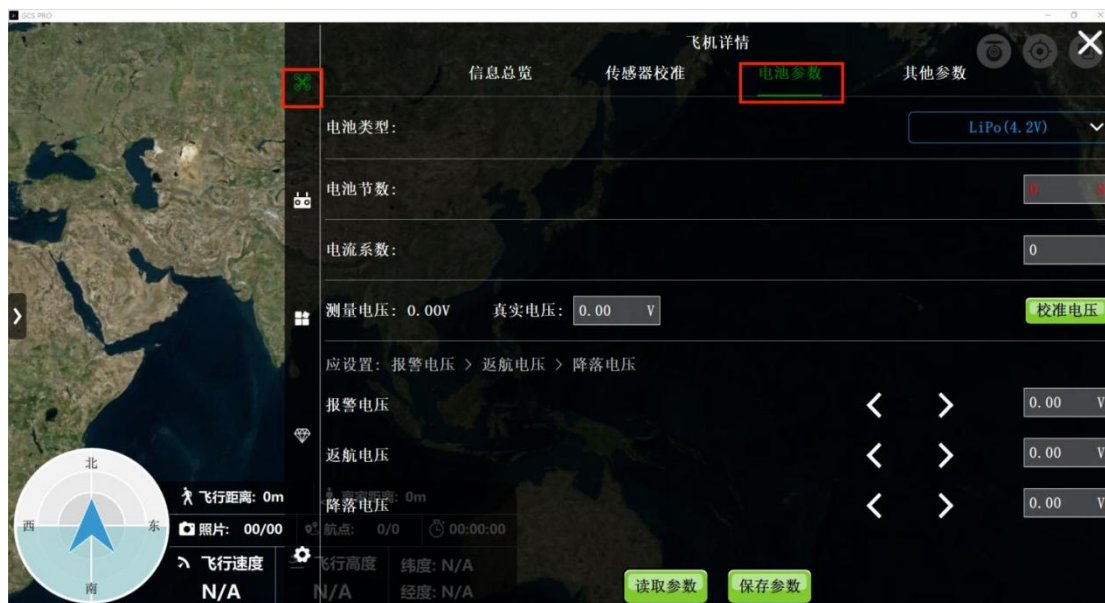 GCS PRO
飞机详情
信息总览 传感器校准 电池参数 其他参数
电池类型: LiPo(4.2V)
电池节数: 0 S
电流系数: 0
测量电压: 0.00V 真实电压: 0.00 V 校准电压
应设置: 报警电压 > 返航电压 > 降落电压
报警电压 0.00 V
返航电压 0.00 V
降落电压 0.00 V
读取参数 保存参数
北
西 东
南
飞行距离: 0m 离家距离: 0m
照片: 00/00 航点: 0/0 00:00:00
飞行速度 飞行高度 纬度: N/A
N/A N/A 经度: N/A